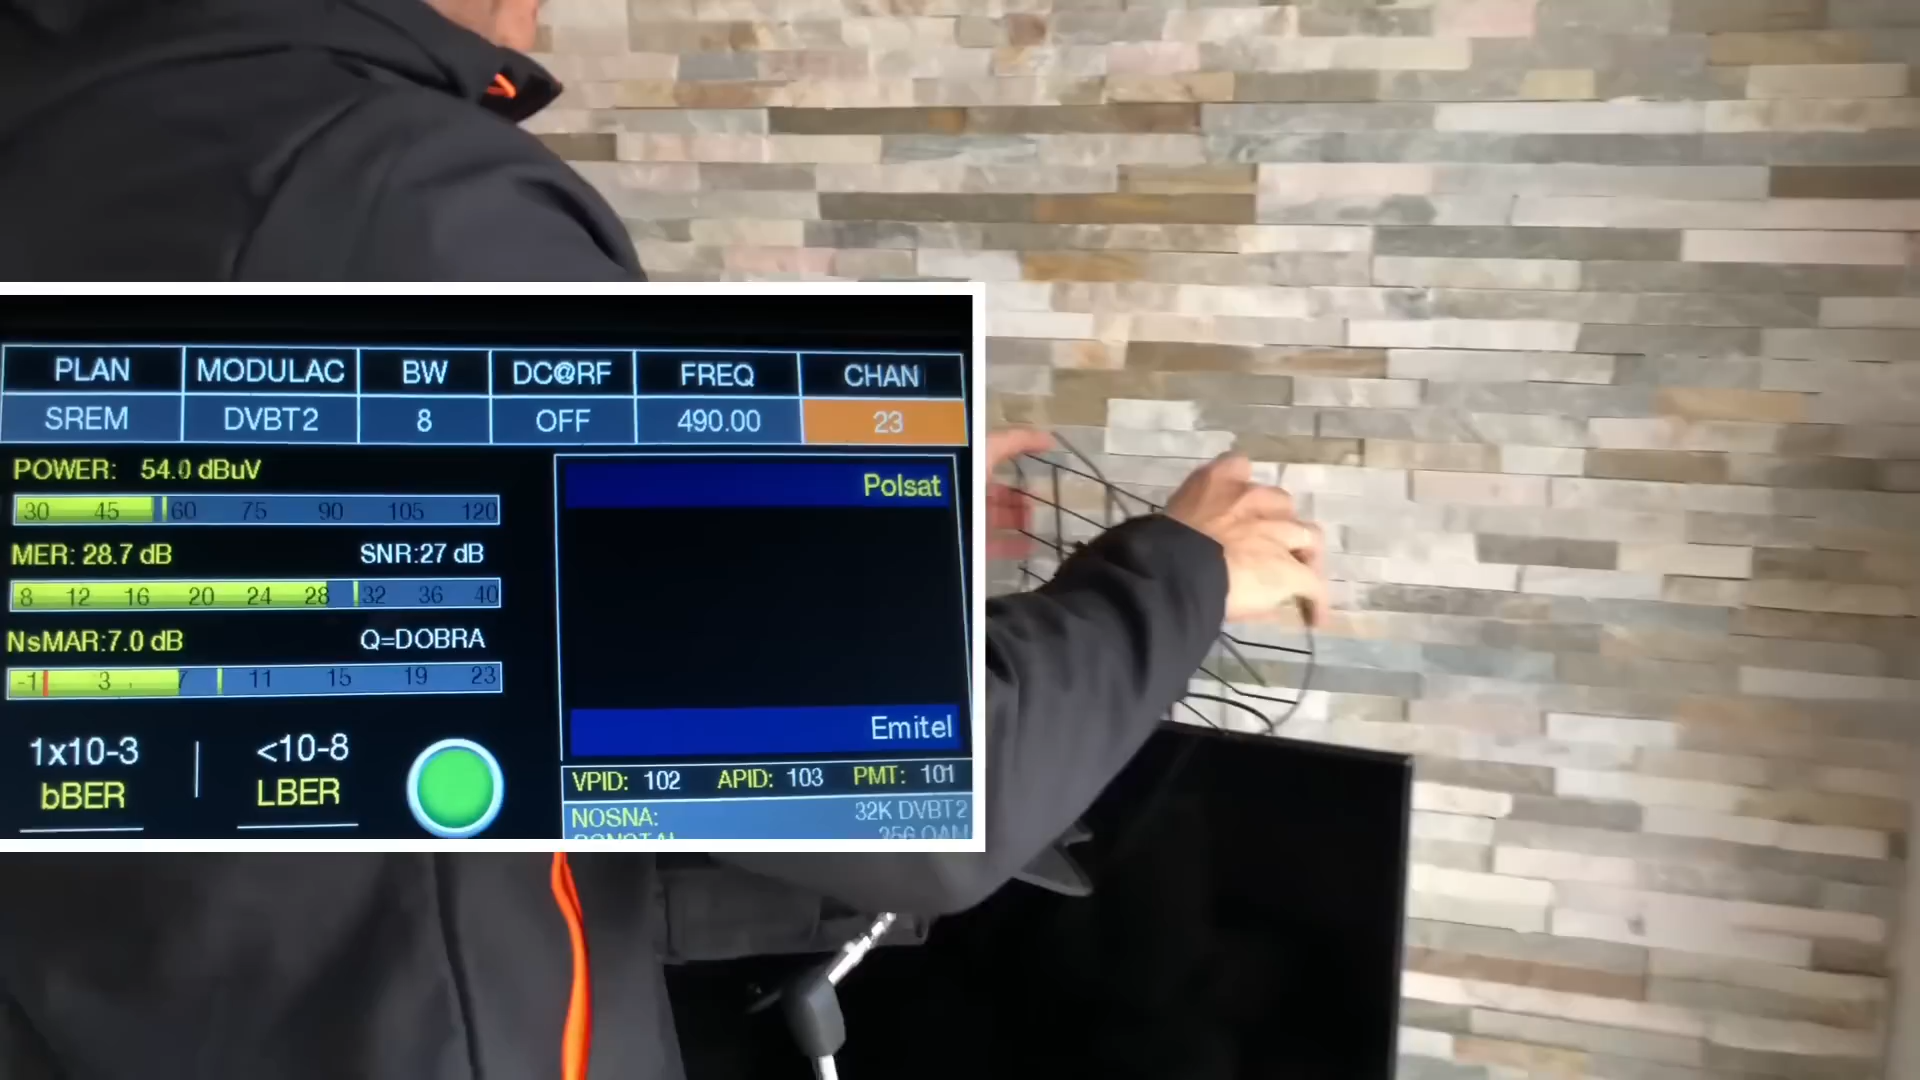 PLAN MODULAC BW DC@RF FREQ CHAN
SREM DVBT2 8 OFF 490.00 23
POWER: 54.0 dBuV
30 45 60 75 90 105 120
MER: 28.7 dB SNR:27 dB
8 12 16 20 24 28 32 36 40
NsMAR:7.0 dB Q=DOBRA
-1 3 7 11 15 19 23
1x10-3 <10-8
bBER LBER
Polsat
Emitel
VPID: 102 APID: 103 PMT: 101
NOSNA: 32K DVBT2